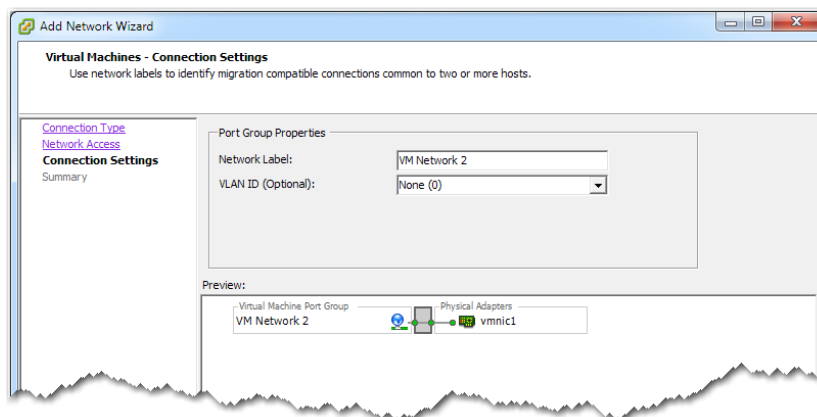 Add Network Wizard
Virtual Machines - Connection Settings
Use network labels to identify migration compatible connections common to two or more hosts.
Connection Type
Network Access
Connection Settings
Summary
Port Group Properties
Network Label:
VM Network 2
VLAN ID (Optional):
None (0)
Preview:
Virtual Machine Port Group
VM Network 2
Physical Adapters
vmnic1